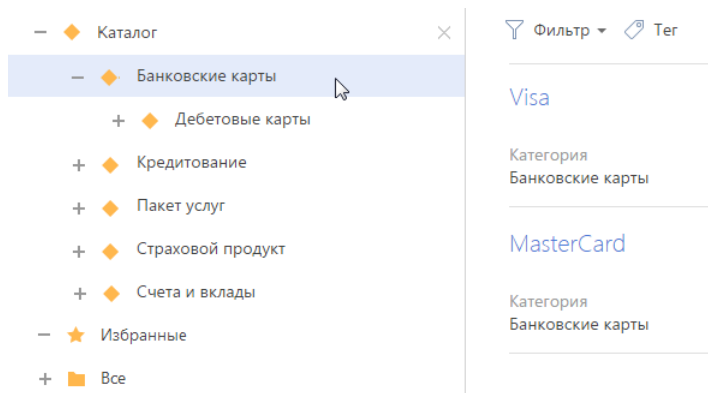 Каталог
Банковские карты
Дебетовые карты
Кредитование
Пакет услуг
Страховой продукт
Счета и вклады
Избранные
Все
Фильтр
Тег
Visa
Категория
Банковские карты
MasterCard
Категория
Банковские карты